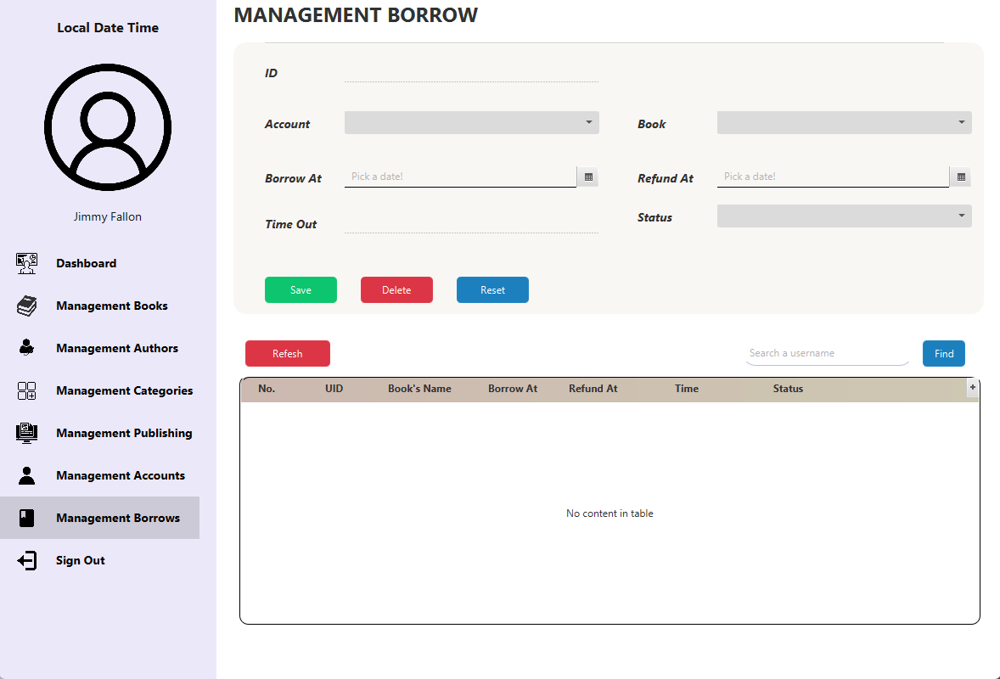 Local Date Time
Jimmy Fallon
Dashboard
Management Books
Management Authors
Management Categories
Management Publishing
Management Accounts
Management Borrows
Sign Out
MANAGEMENT BORROW
ID
Account
Book
Borrow At Pick a date!
Refund At Pick a date!
Time Out
Status
Save Delete Reset
Refesh
Search a username Find
No. UID Book's Name Borrow At Refund At Time Status +
No content in table